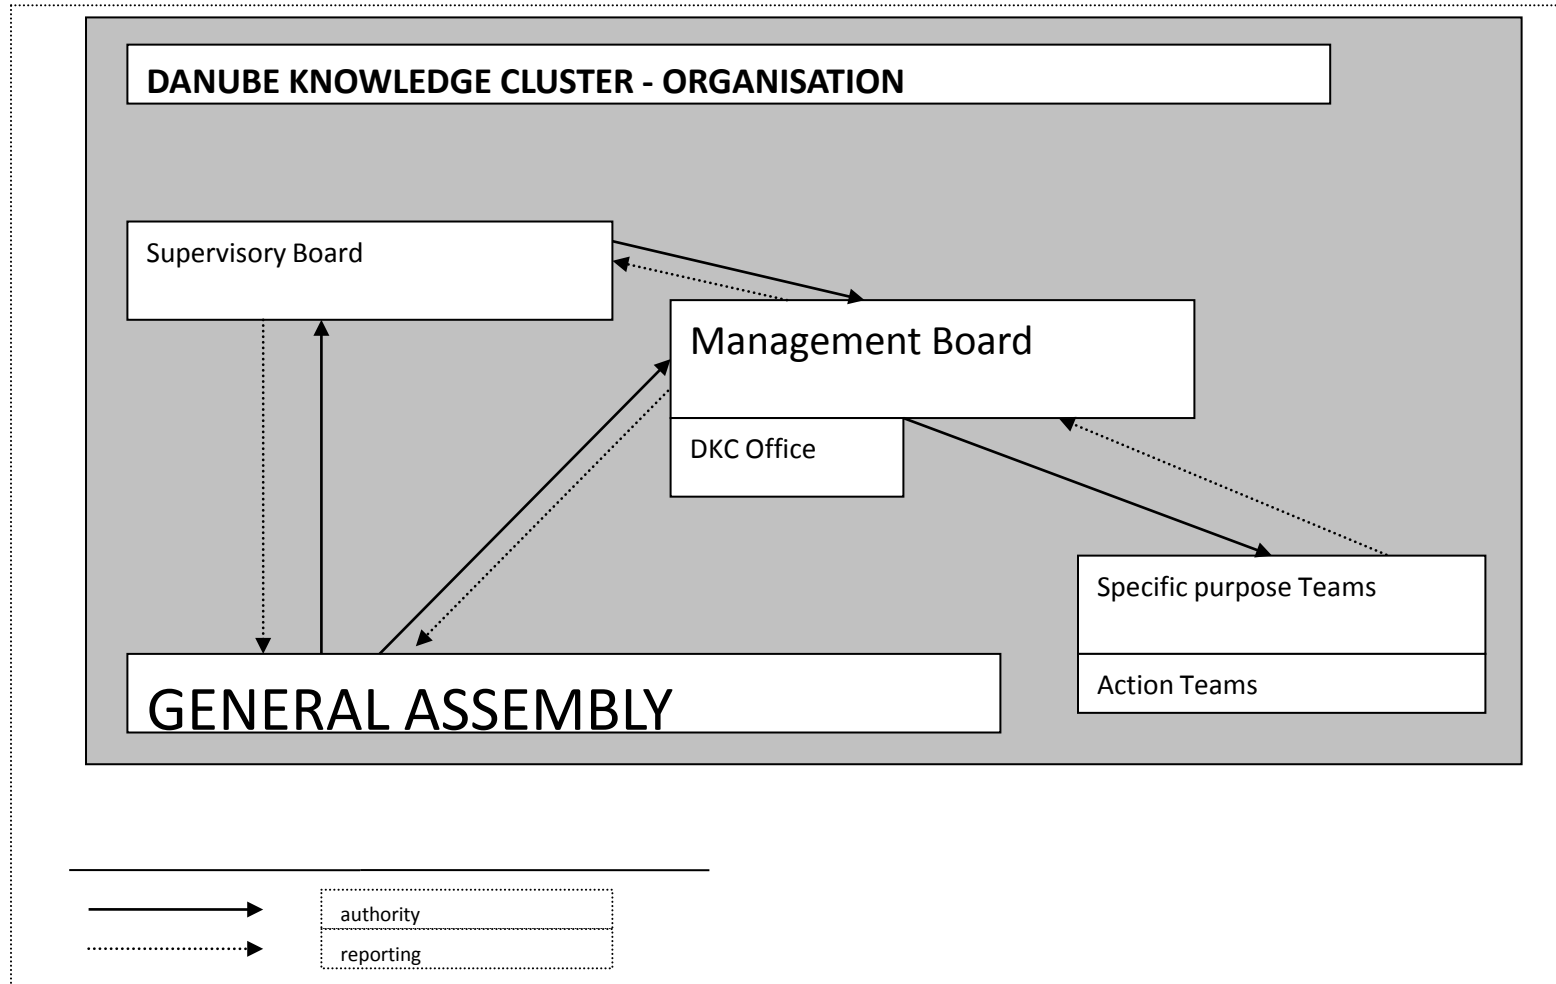 DANUBE KNOWLEDGE CLUSTER - ORGANISATION
Supervisory Board
Management Board
DKC Office
Specific purpose Teams
Action Teams
GENERAL ASSEMBLY
authority
reporting